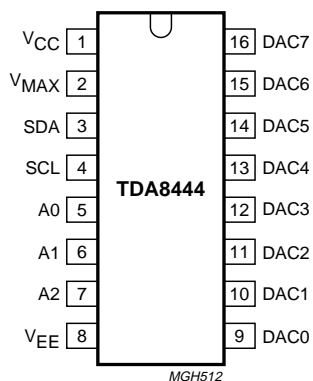 VCC 1 16 DAC7
VMAX 2 15 DAC6
SDA 3 14 DAC5
SCL 4 13 DAC4
TDA8444
A0 5 12 DAC3
A1 6 11 DAC2
A2 7 10 DAC1
VEE 8 9 DAC0
MGH512